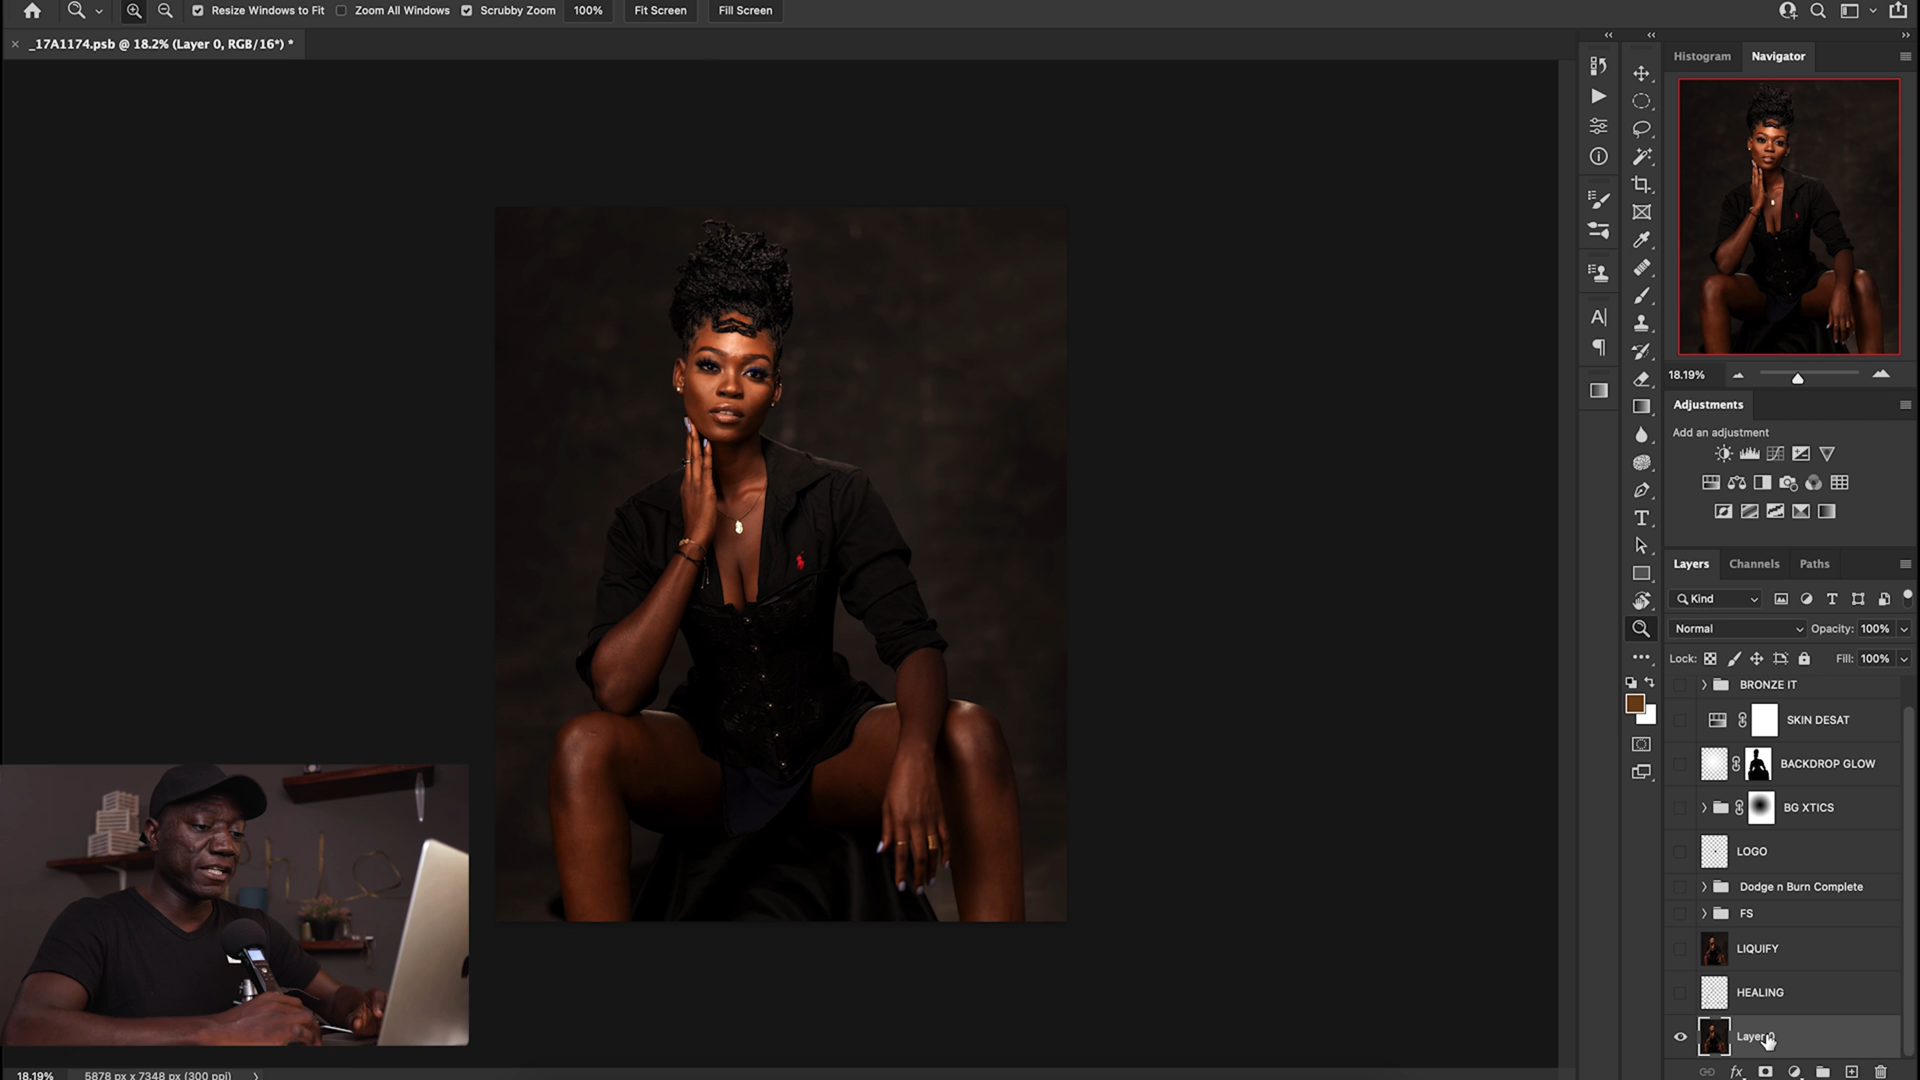 Resize Windows to Fit Zoom All Windows Scrubby Zoom 100% Fit Screen Fill Screen
_17A1174.psb @ 18.2% (Layer 0, RGB/16*) *
Histogram Navigator
18.19%
Adjustments
Add an adjustment
Layers Channels Paths
Kind
Normal Opacity: 100%
Lock: Fill: 100%
BRONZE IT
SKIN DESAT
BACKDROP GLOW
BG XTICS
LOGO
Dodge n Burn Complete
FS
LIQUIFY
HEALING
Layer 0
18.19% 5878 px x 7348 px (300 ppi)